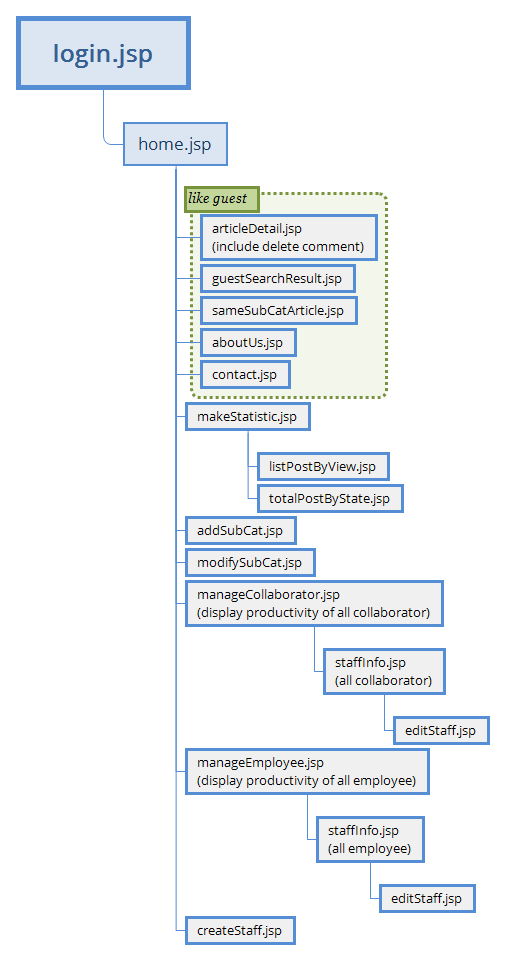 login.jsp
home.jsp
like guest
articleDetail.jsp
(include delete comment)
guestSearchResult.jsp
sameSubCatArticle.jsp
aboutUs.jsp
contact.jsp
makeStatistic.jsp
listPostByView.jsp
totalPostByState.jsp
addSubCat.jsp
modifySubCat.jsp
manageCollaborator.jsp
(display productivity of all collaborator)
staffInfo.jsp
(all collaborator)
editStaff.jsp
manageEmployee.jsp
(display productivity of all employee)
staffInfo.jsp
(all employee)
editStaff.jsp
createStaff.jsp